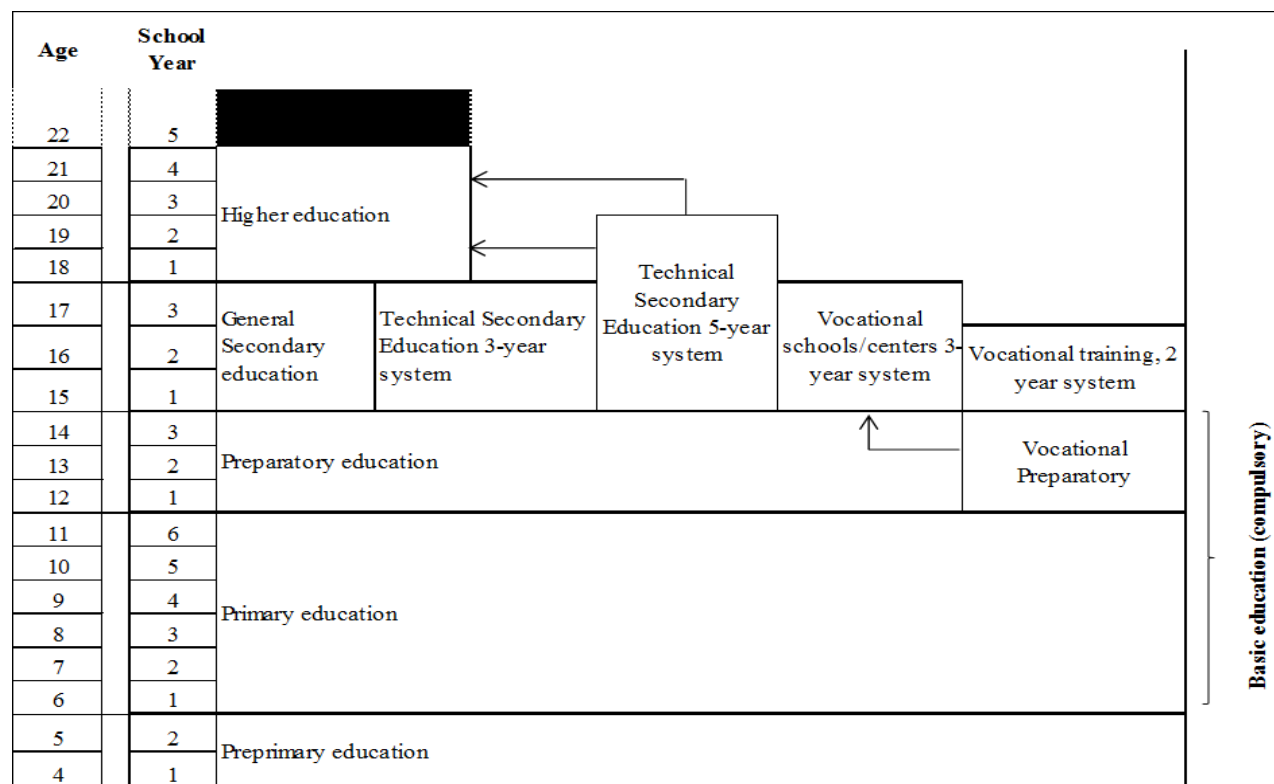 Age
School
Year
22
5
21
4
20
3
19
2
18
1
Higher education
17
3
16
2
15
1
General
Secondary
education
Technical Secondary
Education 3-year
system
Technical
Secondary
Education 5-year
system
Vocational
schools/centers 3-
year system
Vocational training, 2
year system
14
3
13
2
12
1
Preparatory education
Vocational
Preparatory
11
6
10
5
9
4
8
3
7
2
6
1
Primary education
5
2
4
1
Preprimary education
Basic education (compulsory)